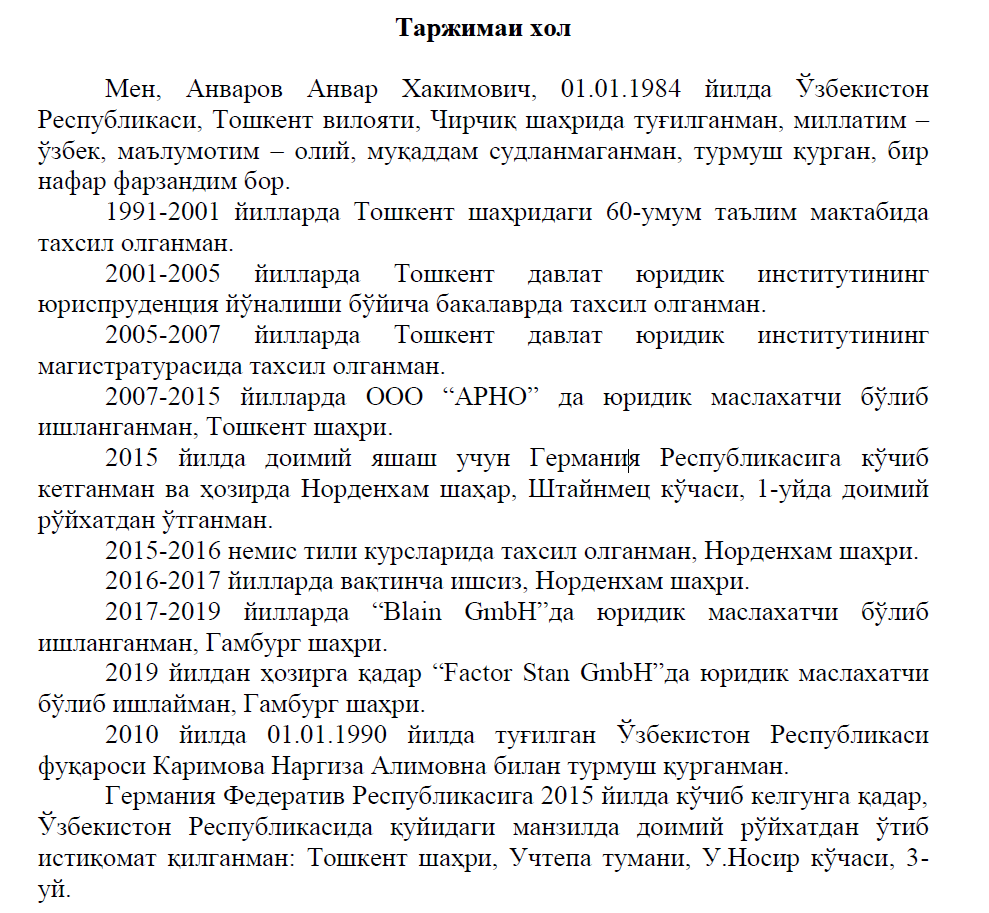 Таржимаи хол
Мен, Анваров Анвар Хакимович, 01.01.1984 йилда Ўзбекистон
Республикаси, Тошкент вилояти, Чирчиқ шаҳрида туғилганман, миллатим –
ўзбек, маълумотим – олий, муқаддам судланмаганман, турмуш қурган, бир
нафар фарзандим бор.
1991-2001 йилларда Тошкент шаҳридаги 60-умум таълим мактабида
тахсил олганман.
2001-2005 йилларда Тошкент давлат юридик институтининг
юриспруденция йўналиши бўйича бакалаврда тахсил олганман.
2005-2007 йилларда Тошкент давлат юридик институтининг
магистратурасида тахсил олганман.
2007-2015 йилларда ООО “АРНО” да юридик маслахатчи бўлиб
ишланганман, Тошкент шаҳри.
2015 йилда доимий яшаш учун Германия Республикасига кўчиб
кетганман ва ҳозирда Норденхам шаҳар, Штайнмец кўчаси, 1-уйда доимий
рўйхатдан ўтганман.
2015-2016 немис тили курсларида тахсил олганман, Норденхам шаҳри.
2016-2017 йилларда вақтинча ишсиз, Норденхам шаҳри.
2017-2019 йилларда “Blain GmbH”да юридик маслахатчи бўлиб
ишланганман, Гамбург шаҳри.
2019 йилдан ҳозирга қадар “Factor Stan GmbH”да юридик маслахатчи
бўлиб ишлайман, Гамбург шаҳри.
2010 йилда 01.01.1990 йилда туғилган Ўзбекистон Республикаси
фуқароси Каримова Наргиза Алимовна билан турмуш қурганман.
Германия Федератив Республикасига 2015 йилда кўчиб келгунга қадар,
Ўзбекистон Республикасида қуйидаги манзилда доимий рўйхатдан ўтиб
истиқомат қилганман: Тошкент шаҳри, Учтепа тумани, У.Носир кўчаси, 3-
уй.